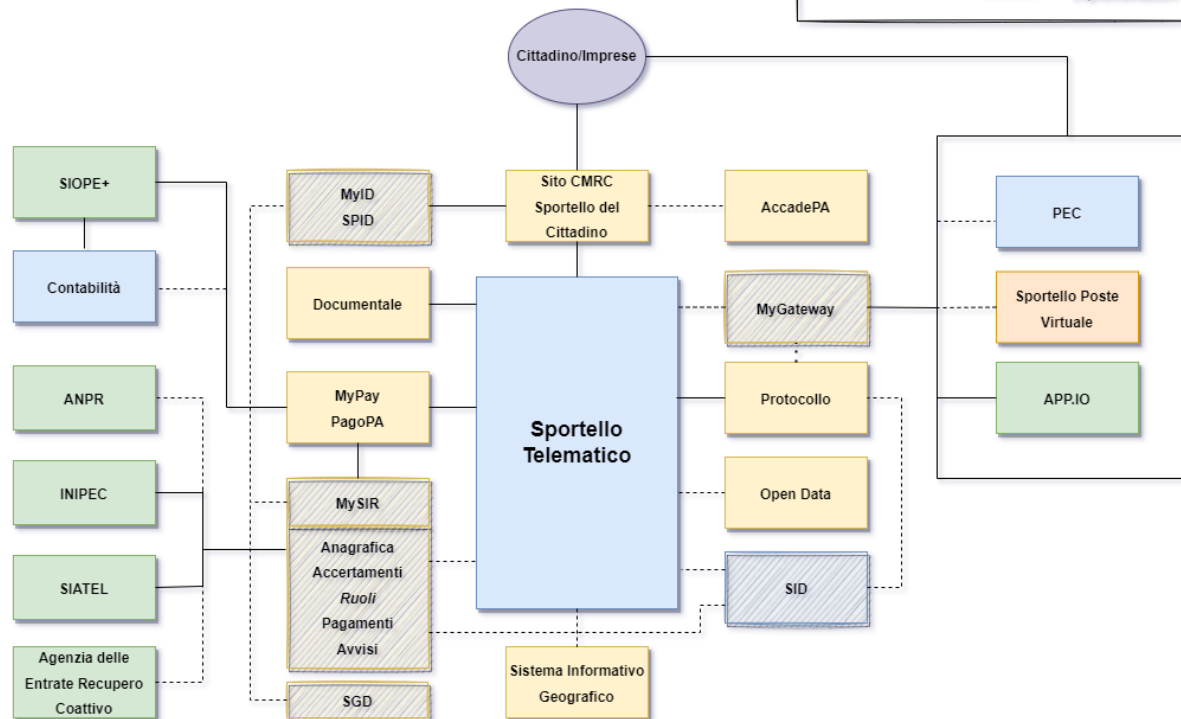 Cittadino/Imprese
SIOPE+
MyID
SPID
Sito CMRC
Sportello del
Cittadino
AccadePA
PEC
Contabilità
Documentale
MyGateway
Sportello Poste
Virtuale
ANPR
MyPay
PagoPA
Sportello
Telematico
Protocollo
APP.IO
INIPEC
MySIR
Open Data
SIATEL
Anagrafica
Accertamenti
Ruoli
Pagamenti
Avvisi
SID
Agenzia delle
Entrate Recupero
Coattivo
SGD
Sistema Informativo
Geografico